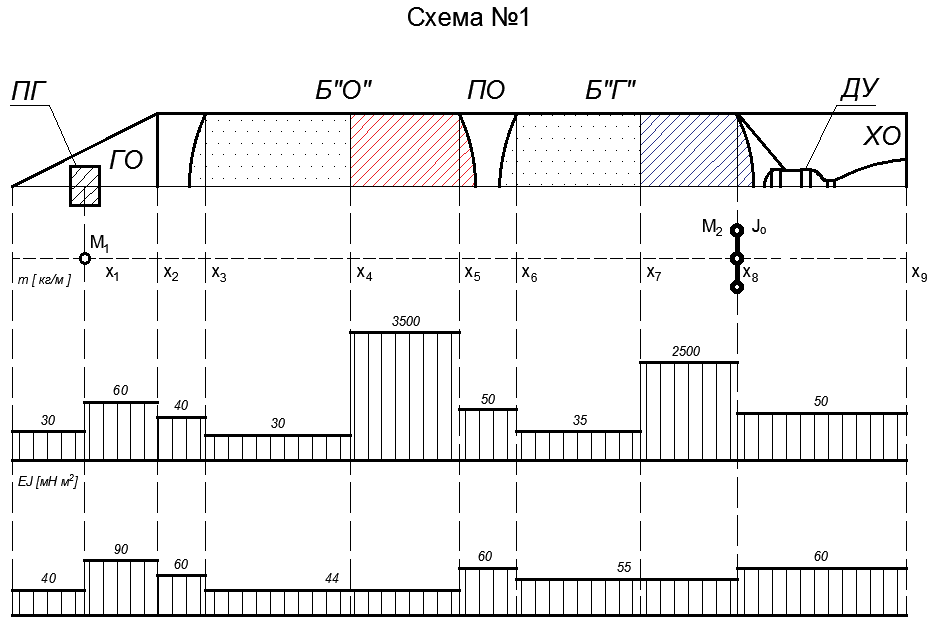 Схема №1
ПГ Б"О" ПО Б"Г" ДУ
ГО ХО
M₁ M₂ J₀
m [ кг/м ] x₁ x₂ x₃ x₄ x₅ x₆ x₇ x₈ x₉
3500
2500
60
40 50 50
30 30 35
EJ [мН м²]
90
60 60 60
40 44 55